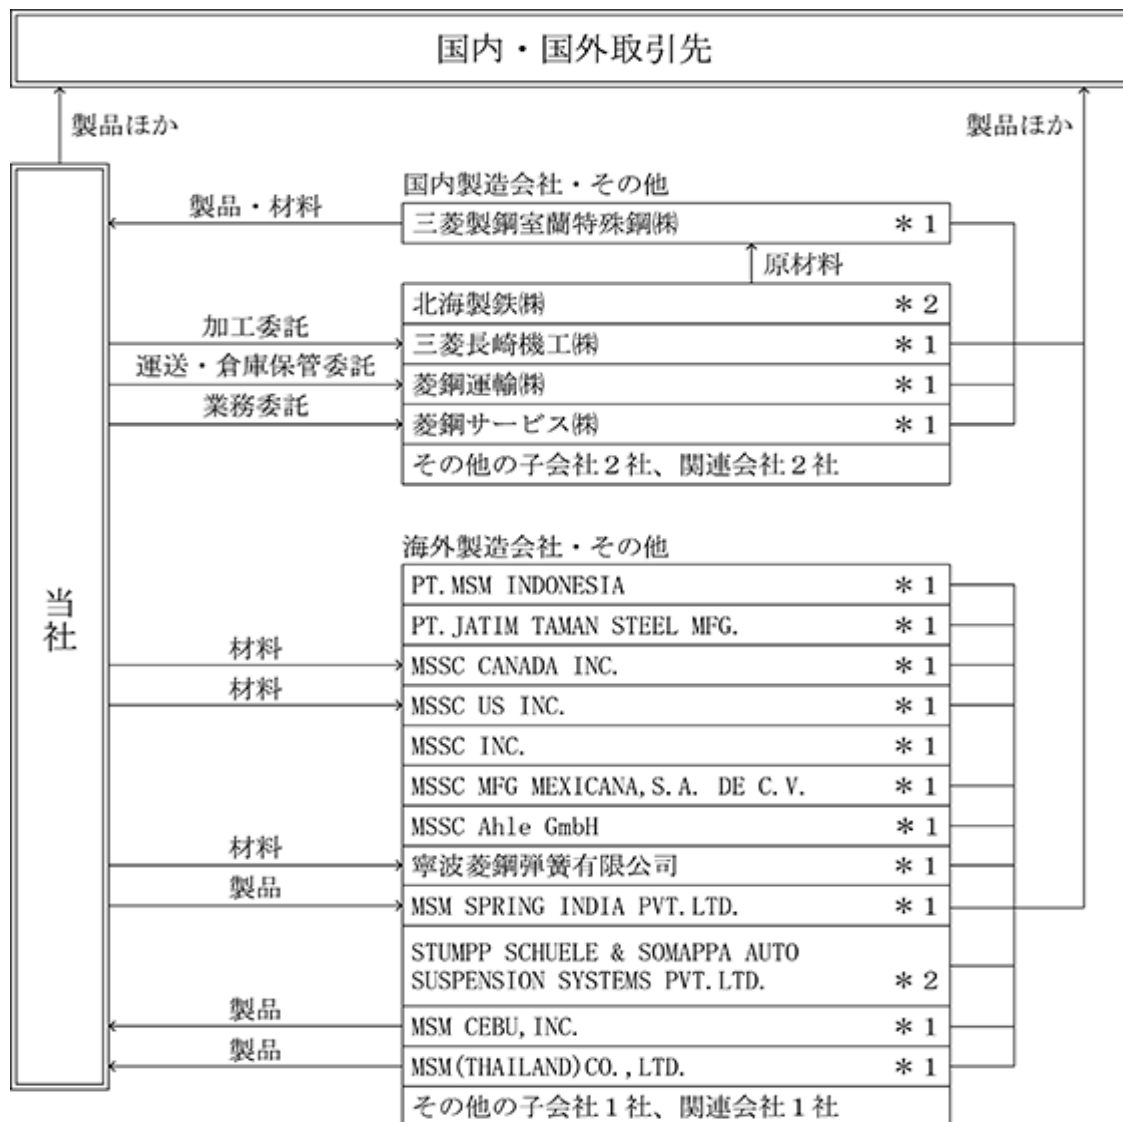 国内・国外取引先
製品ほか
製品ほか
国内製造会社・その他
製品・材料
三菱製鋼室蘭特殊鋼㈱ ＊1
原材料
北海製鉄㈱ ＊2
加工委託
三菱長崎機工㈱ ＊1
運送・倉庫保管委託
菱鋼運輸㈱ ＊1
業務委託
菱鋼サービス㈱ ＊1
その他の子会社２社、関連会社２社
当社
海外製造会社・その他
PT.MSM INDONESIA ＊1
PT.JATIM TAMAN STEEL MFG. ＊1
材料
MSSC CANADA INC. ＊1
材料
MSSC US INC. ＊1
MSSC INC. ＊1
MSSC MFG MEXICANA,S.A. DE C.V. ＊1
MSSC Ahle GmbH ＊1
材料
寧波菱鋼弾簧有限公司 ＊1
製品
MSM SPRING INDIA PVT.LTD. ＊1
STUMPP SCHUELE & SOMAPPA AUTO
SUSPENSION SYSTEMS PVT.LTD. ＊2
製品
MSM CEBU,INC. ＊1
製品
MSM(THAILAND)CO.,LTD. ＊1
その他の子会社１社、関連会社１社